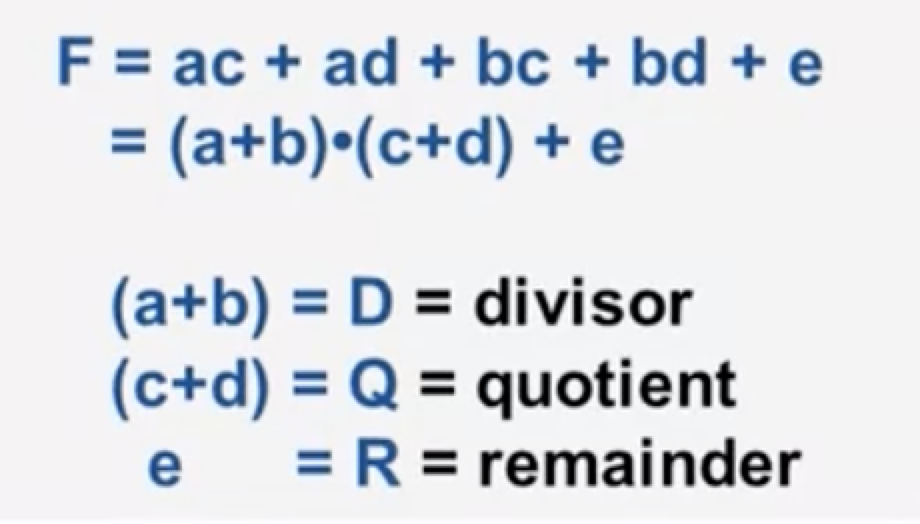 F = ac + ad + bc + bd + e
= (a+b)•(c+d) + e
(a+b) = D = divisor
(c+d) = Q = quotient
e = R = remainder